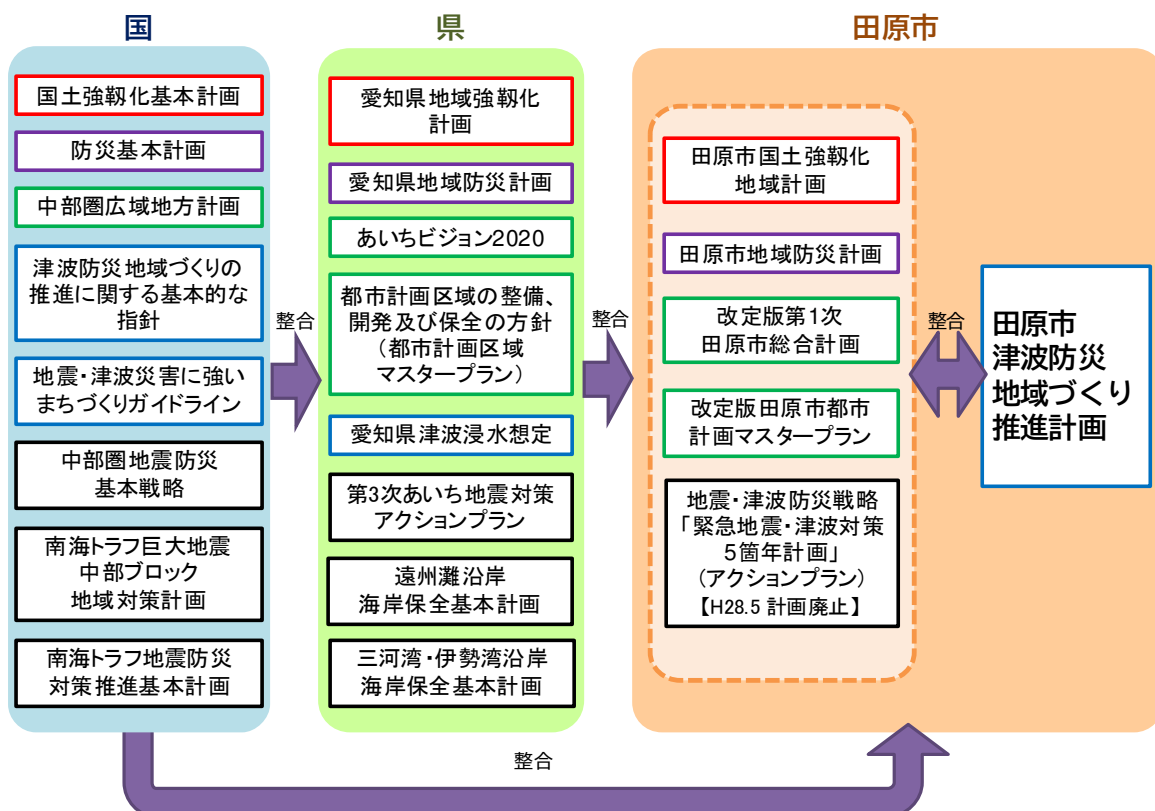 国
国土強靱化基本計画
防災基本計画
中部圏広域地方計画
津波防災地域づくりの
推進に関する基本的な
指針
地震・津波災害に強い
まちづくりガイドライン
中部圏地震防災
基本戦略
南海トラフ巨大地震
中部ブロック
地域対策計画
南海トラフ地震防災
対策推進基本計画
整合
県
愛知県地域強靱化
計画
愛知県地域防災計画
あいちビジョン2020
都市計画区域の整備、
開発及び保全の方針
（都市計画区域
マスタープラン）
愛知県津波浸水想定
第3次あいち地震対策
アクションプラン
遠州灘沿岸
海岸保全基本計画
三河湾・伊勢湾沿岸
海岸保全基本計画
整合
田原市
田原市国土強靱化
地域計画
田原市地域防災計画
改定版第1次
田原市総合計画
改定版田原市都市
計画マスタープラン
地震・津波防災戦略
「緊急地震・津波対策
5箇年計画」
（アクションプラン）
【H28.5 計画廃止】
整合
田原市
津波防災
地域づくり
推進計画
整合